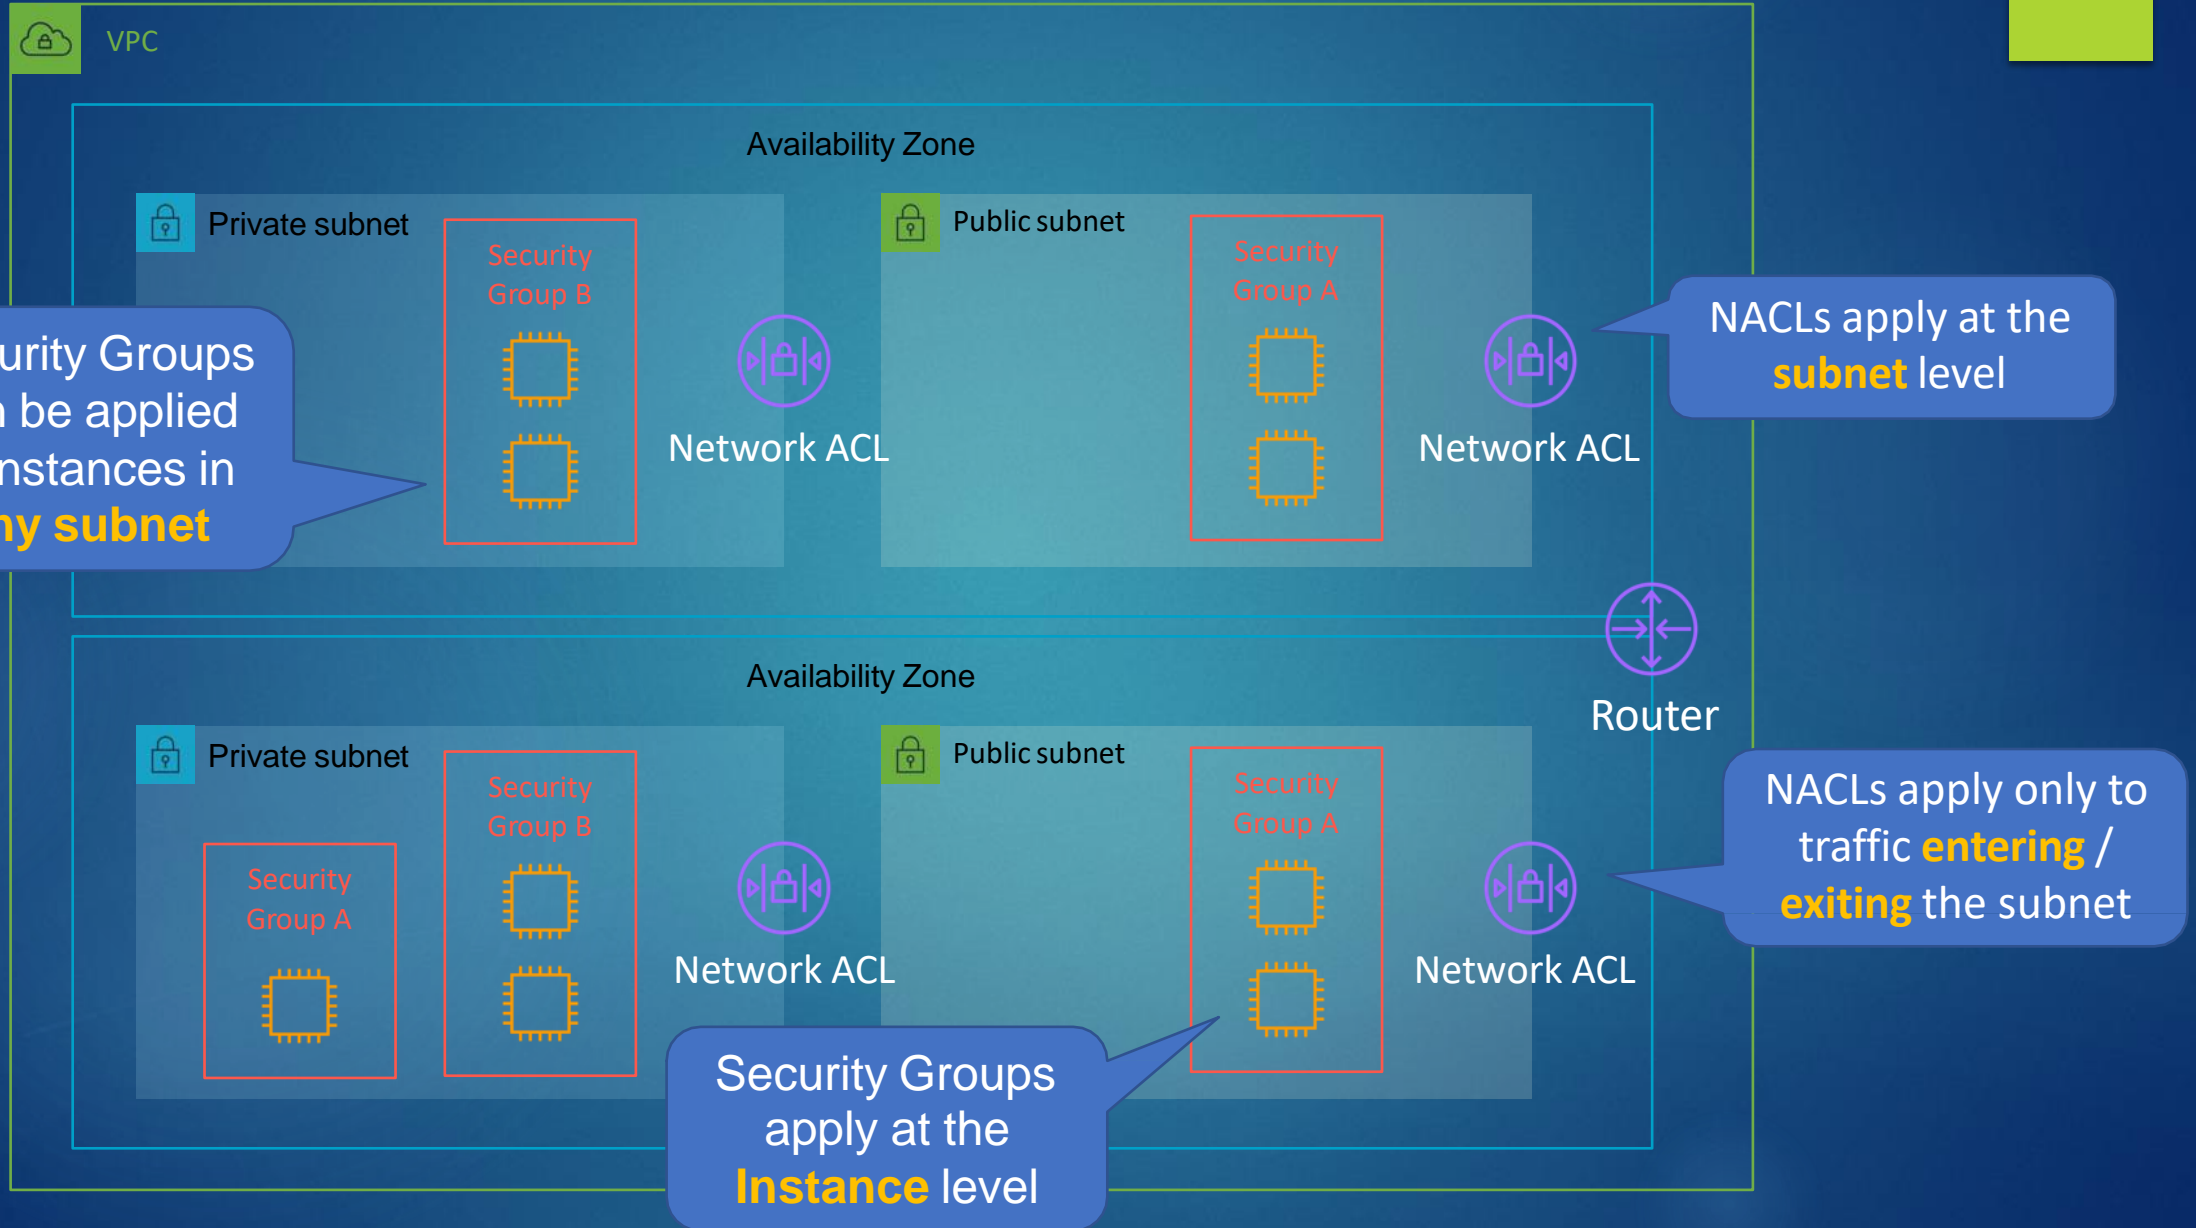 VPC
Availability Zone
Private subnet
Security
Group B
Network ACL
Public subnet
Security
Group A
Network ACL
NACLs apply at the
subnet level
urity Groups
be applied
nstances in
ny subnet
Router
Availability Zone
Private subnet
Security
Group A
Security
Group B
Network ACL
Public subnet
Security
Group A
Network ACL
NACLs apply only to
traffic entering /
exiting the subnet
Security Groups
apply at the
Instance level